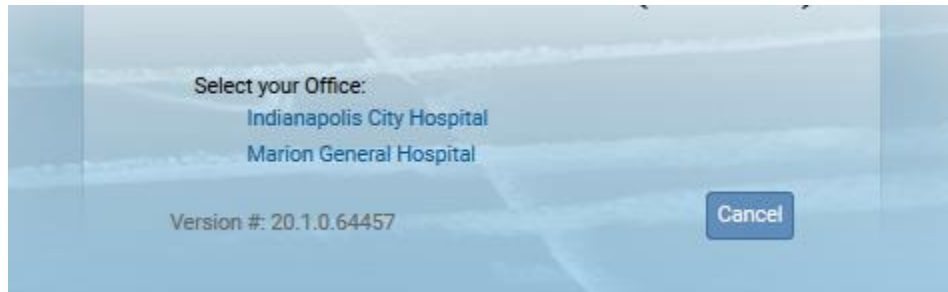 Select your Office:
Indianapolis City Hospital
Marion General Hospital
Version #: 20.1.0.64457
Cancel